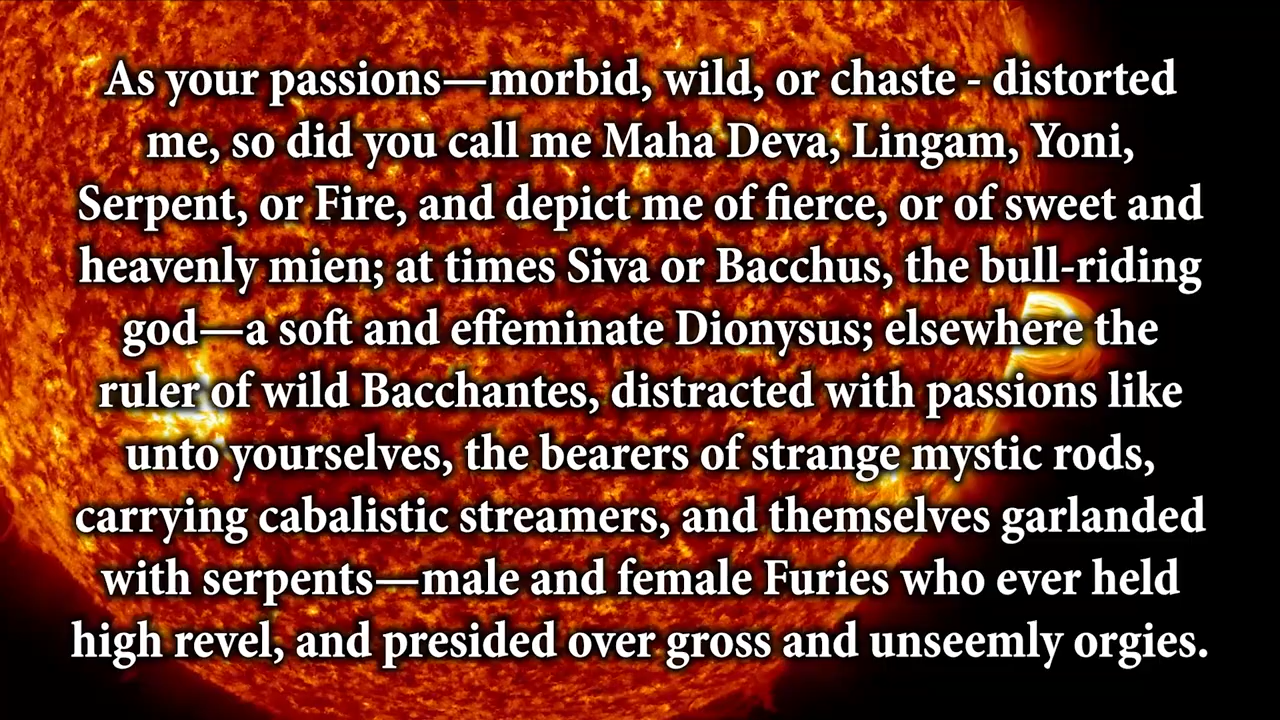 As your passions—morbid, wild, or chaste - distorted
me, so did you call me Maha Deva, Lingam, Yoni,
Serpent, or Fire, and depict me of fierce, or of sweet and
heavenly mien; at times Siva or Bacchus, the bull-riding
god—a soft and effeminate Dionysus; elsewhere the
ruler of wild Bacchantes, distracted with passions like
unto yourselves, the bearers of strange mystic rods,
carrying cabalistic streamers, and themselves garlanded
with serpents—male and female Furies who ever held
high revel, and presided over gross and unseemly orgies.